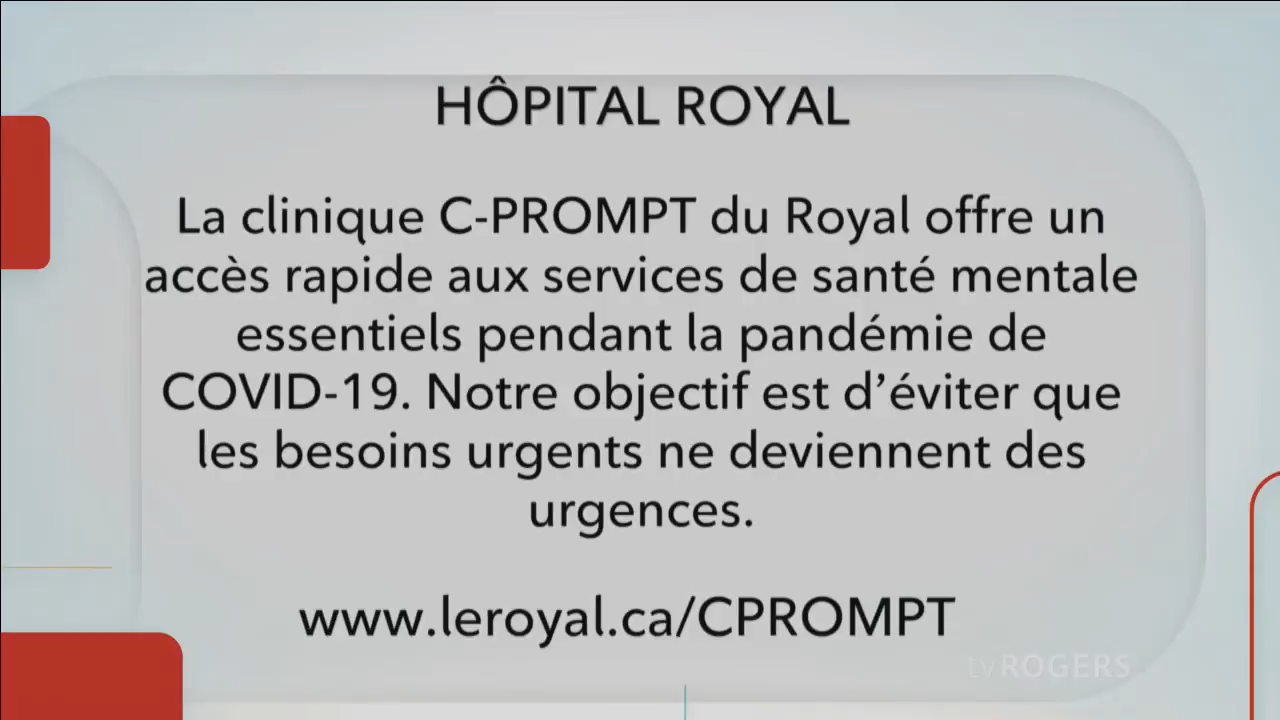 HÔPITAL ROYAL
La clinique C-PROMPT du Royal offre un
accès rapide aux services de santé mentale
essentiels pendant la pandémie de
COVID-19. Notre objectif est d’éviter que
les besoins urgents ne deviennent des
urgences.
www.leroyal.ca/CPROMPT
tvROGERS